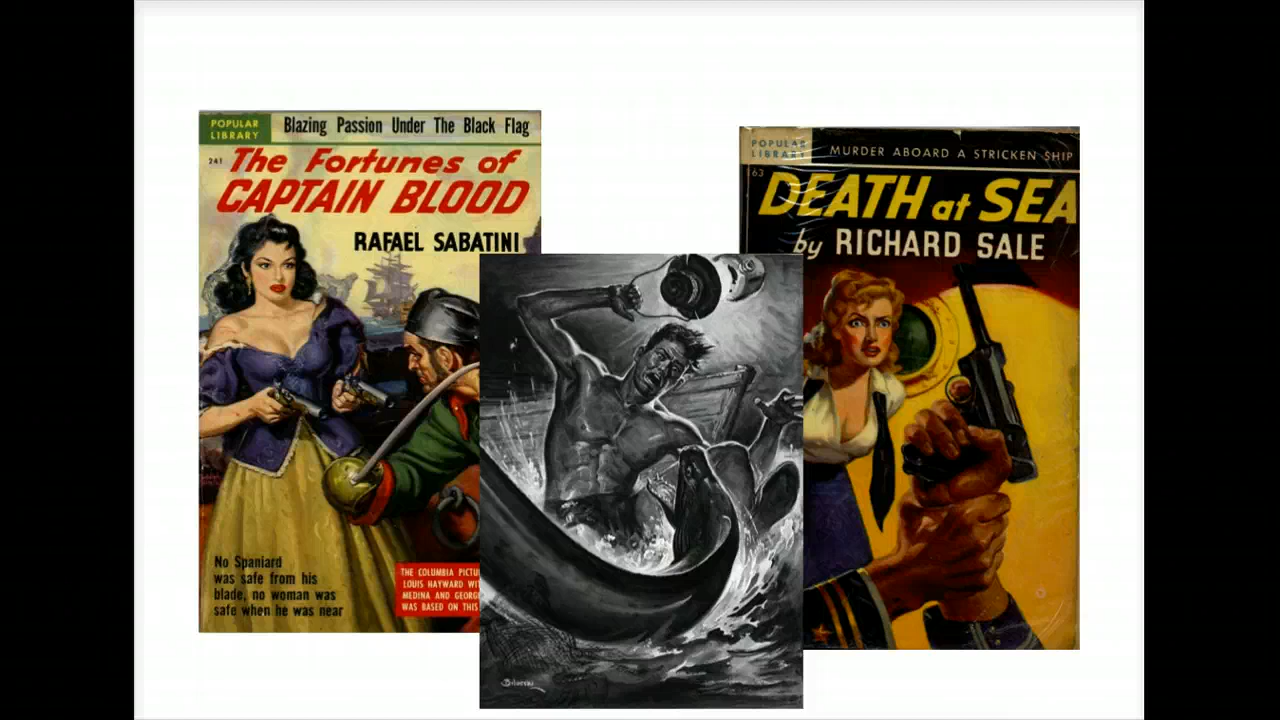 POPULAR
LIBRARY
Blazing Passion Under The Black Flag
241
The Fortunes of
CAPTAIN BLOOD
RAFAEL SABATINI
No Spaniard
was safe from his
blade, no woman was
safe when he was near
THE COLUMBIA PICTU
LOUIS HAYWARD WI
MEDINA AND GEORG
WAS BASED ON THIS
POPULAR
LIBRARY
MURDER ABOARD A STRICKEN SHIP
63
DEATH at SEA
by RICHARD SALE